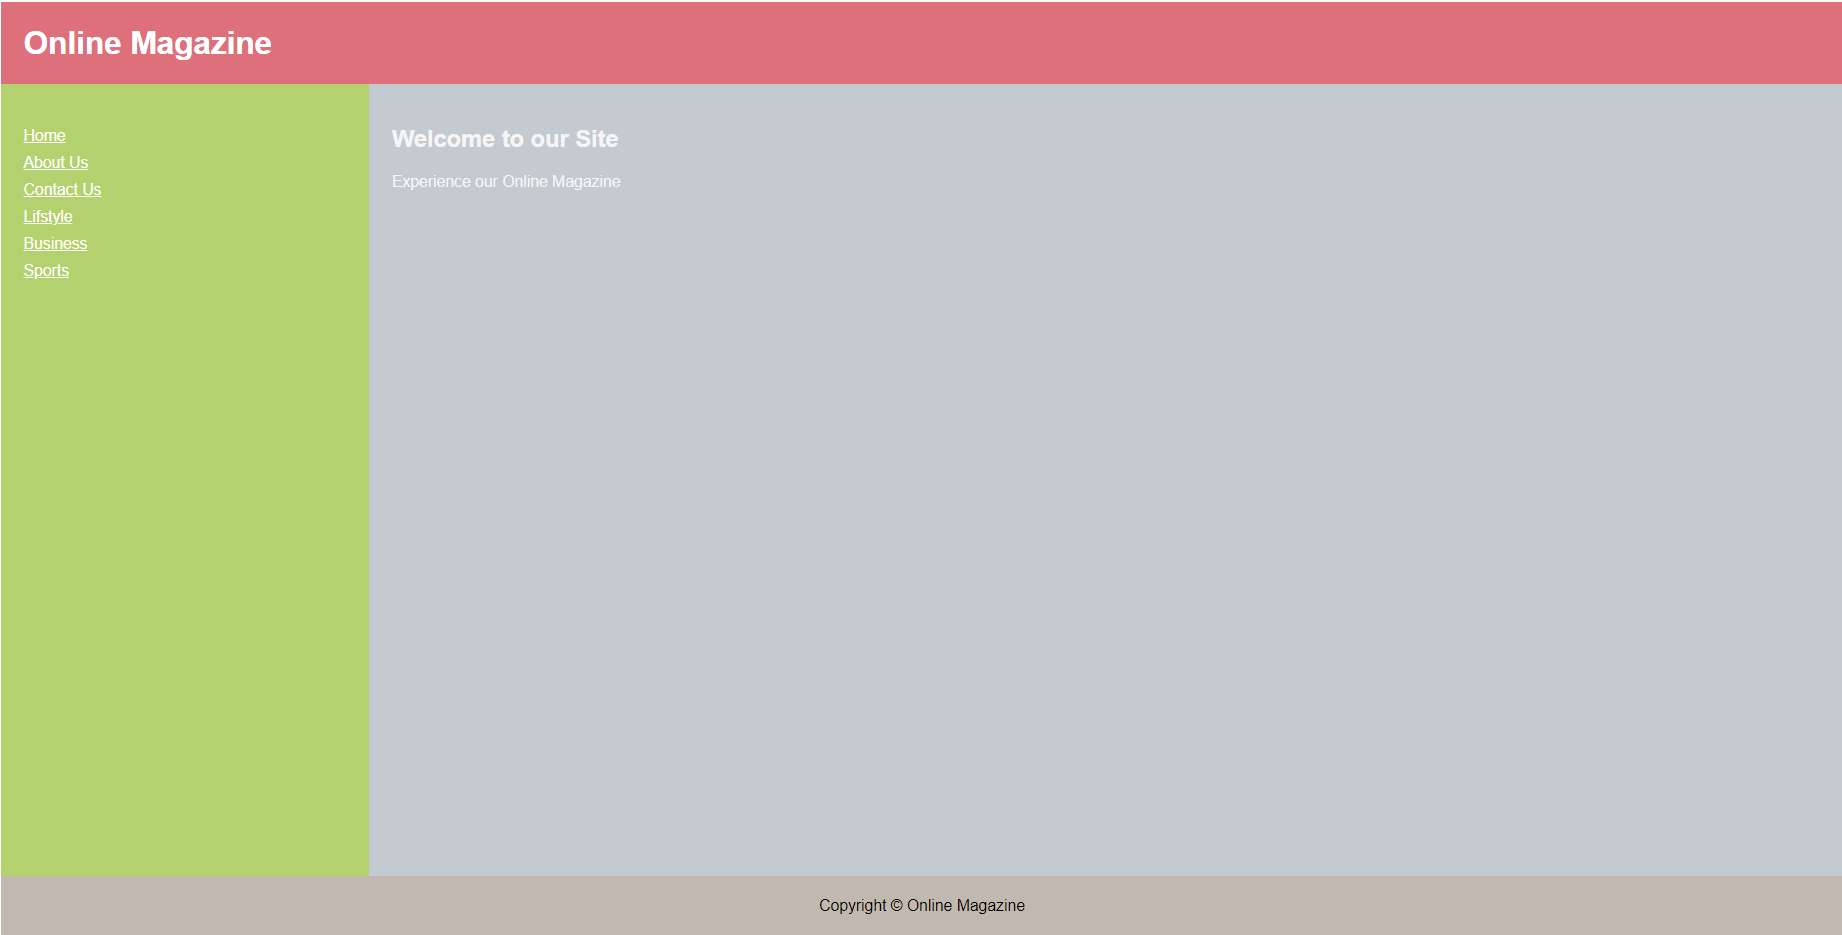 Online Magazine
Home
About Us
Contact Us
Lifstyle
Business
Sports
Welcome to our Site
Experience our Online Magazine
Copyright © Online Magazine